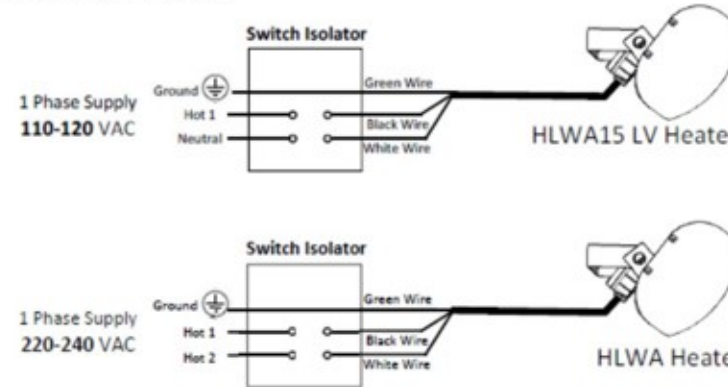 Switch Isolator
Ground
Green Wire
1 Phase Supply
110-120 VAC
Hot 1
Black Wire
Neutral
White Wire
HLWA15 LV Heate
Switch Isolator
Ground
Green Wire
1 Phase Supply
220-240 VAC
Hot 1
Black Wire
Hot 2
White Wire
HLWA Heate